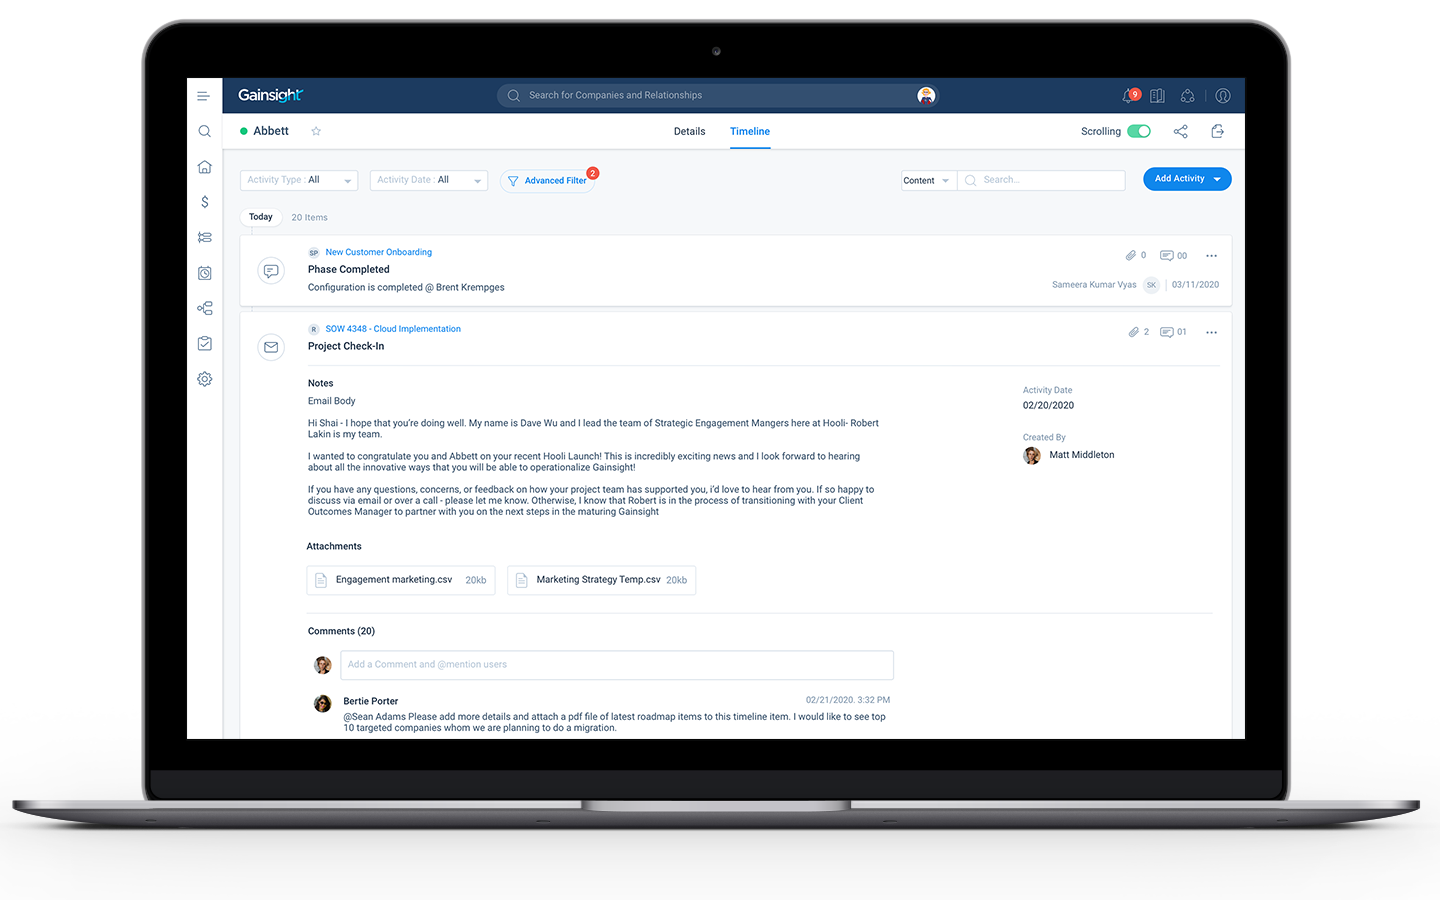 Gainsight
Search for Companies and Relationships
9
Abbett
Details
Timeline
Scrolling
Activity Type : All
Activity Date : All
Advanced Filter
2
Content
Search...
Add Activity
Today
20 Items
SP New Customer Onboarding
0
00
Phase Completed
Configuration is completed @ Brent Krempges
Sameera Kumar Vyas SK 03/11/2020
R SOW 4348 - Cloud Implementation
2
01
Project Check-In
Notes
Email Body
Activity Date
02/20/2020
Hi Shai - I hope that you're doing well. My name is Dave Wu and I lead the team of Strategic Engagement Mangers here at Hooli- Robert
Lakin is my team.
Created By
Matt Middleton
I wanted to congratulate you and Abbett on your recent Hooli Launch! This is incredibly exciting news and I look forward to hearing
about all the innovative ways that you will be able to operationalize Gainsight!
If you have any questions, concerns, or feedback on how your project team has supported you, i'd love to hear from you. If so happy to
discuss via email or over a call - please let me know. Otherwise, I know that Robert is in the process of transitioning with your Client
Outcomes Manager to partner with you on the next steps in the maturing Gainsight
Attachments
Engagement marketing.csv 20kb
Marketing Strategy Temp.csv 20kb
Comments (20)
Add a Comment and @mention users
Bertie Porter
02/21/2020. 3:32 PM
@Sean Adams Please add more details and attach a pdf file of latest roadmap items to this timeline item. I would like to see top
10 targeted companies whom we are planning to do a migration.